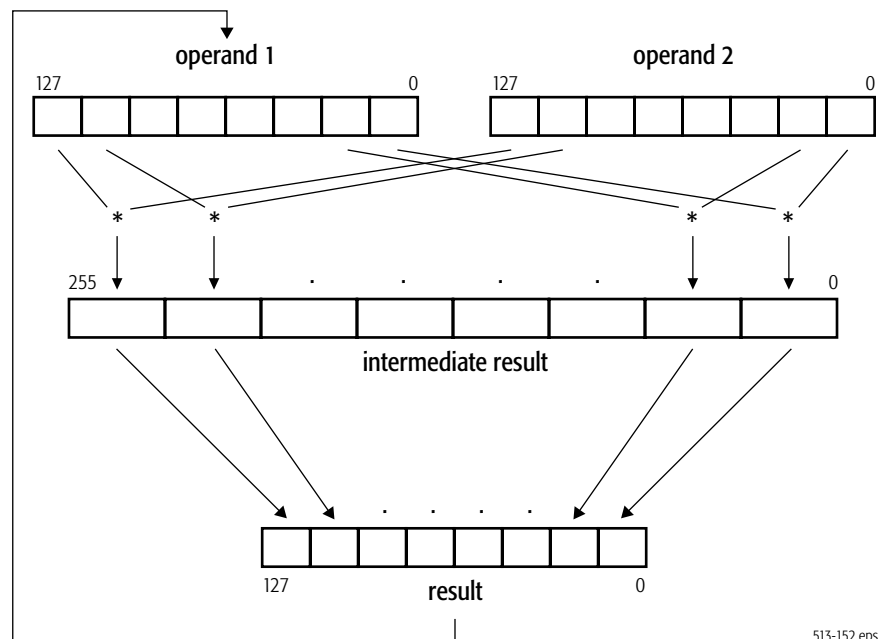 operand 1 operand 2
127 0 127 0
* * * *
255 . . . . 0
intermediate result
. . . .
127 result 0
513-152.eps